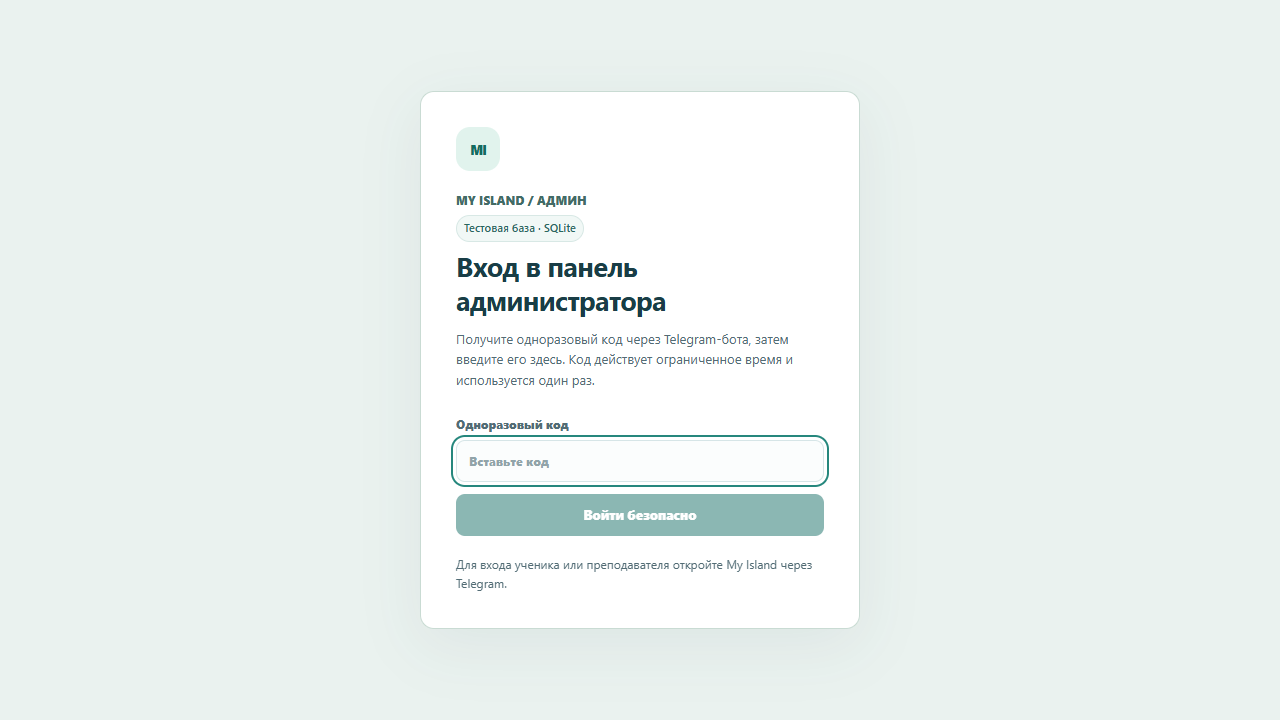 MI
MY ISLAND / АДМИН
Тестовая база · SQLite
Вход в панель
администратора
Получите одноразовый код через Telegram-бота, затем
введите его здесь. Код действует ограниченное время и
используется один раз.
Одноразовый код
Вставьте код
Войти безопасно
Для входа ученика или преподавателя откройте My Island через
Telegram.